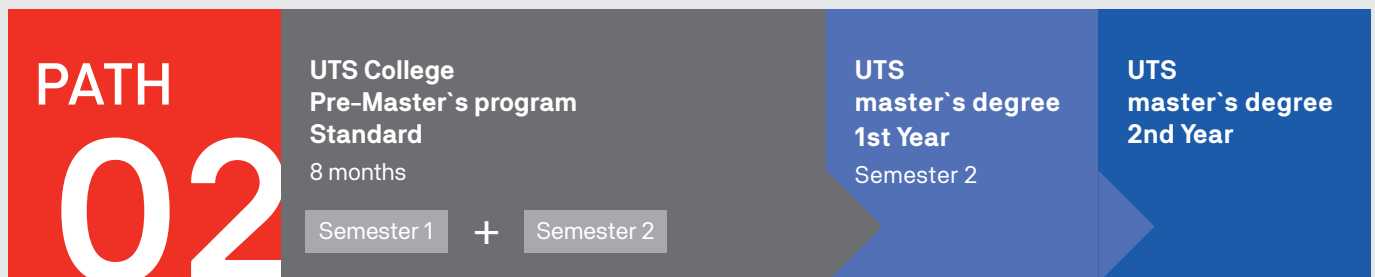 PATH
02
UTS College
Pre-Master`s program
Standard
8 months
Semester 1 + Semester 2
UTS
master`s degree
1st Year
Semester 2
UTS
master`s degree
2nd Year